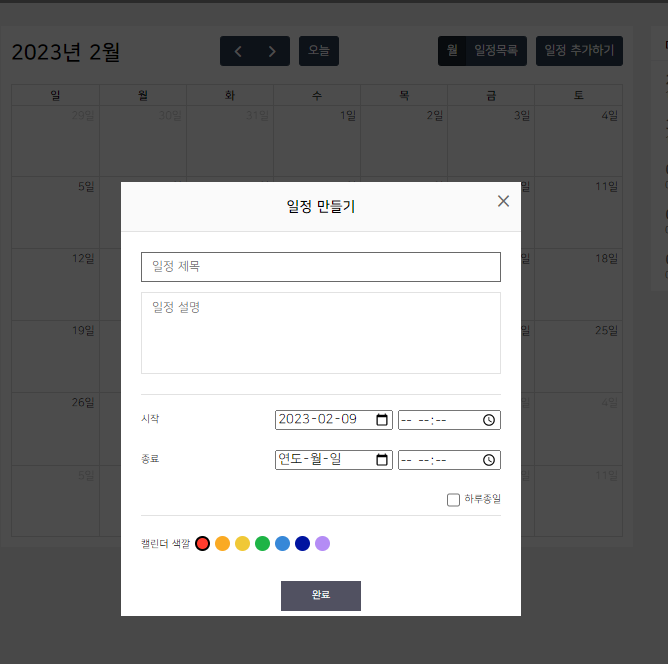 2023년 2월
오늘
월 일정목록 일정 추가하기
일 월 화 수 목 금 토
29일 30일 31일 1일 2일 3일 4일
5일 11일
일정 만들기
일정 제목
12일 18일
일정 설명
19일 25일
26일 4일
시작 2023-02-09 -- --:--
종료 연도-월-일 -- --:--
5일 11일
하루종일
캘린더 색깔
완료